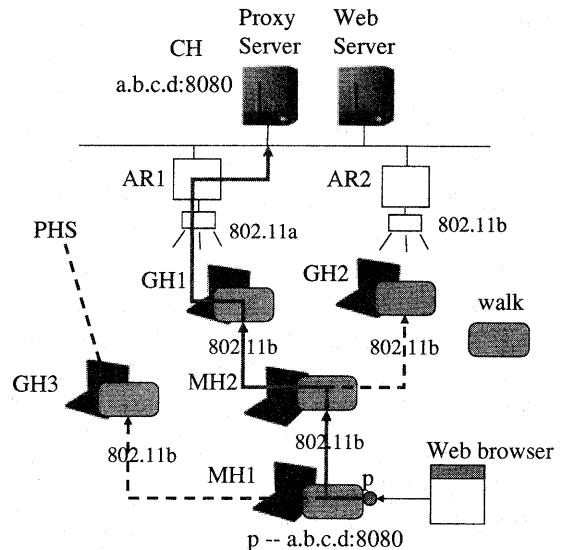 Proxy Server
Web Server
CH
a.b.c.d:8080
AR1
AR2
802.11a
802.11b
PHS
GH1
GH2
walk
802.11b
802.11b
GH3
MH2
802.11b
802.11b
Web browser
MH1
p
p -- a.b.c.d:8080